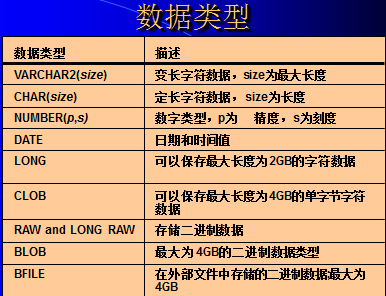 数据类型
数据类型 描述
VARCHAR2(size) 变长字符数据，size为最大长度
CHAR(size) 定长字符数据，size为长度
NUMBER(p,s) 数字类型，p为 精度，s为刻度
DATE 日期和时间值
LONG 可以保存最大长度为2GB的字符数据
CLOB 可以保存最大长度为4GB的单字节字符
数据
RAW and LONG RAW 存储二进制数据
BLOB 最大为4GB的二进制数据类型
BFILE 在外部文件中存储的二进制数据最大为
4GB